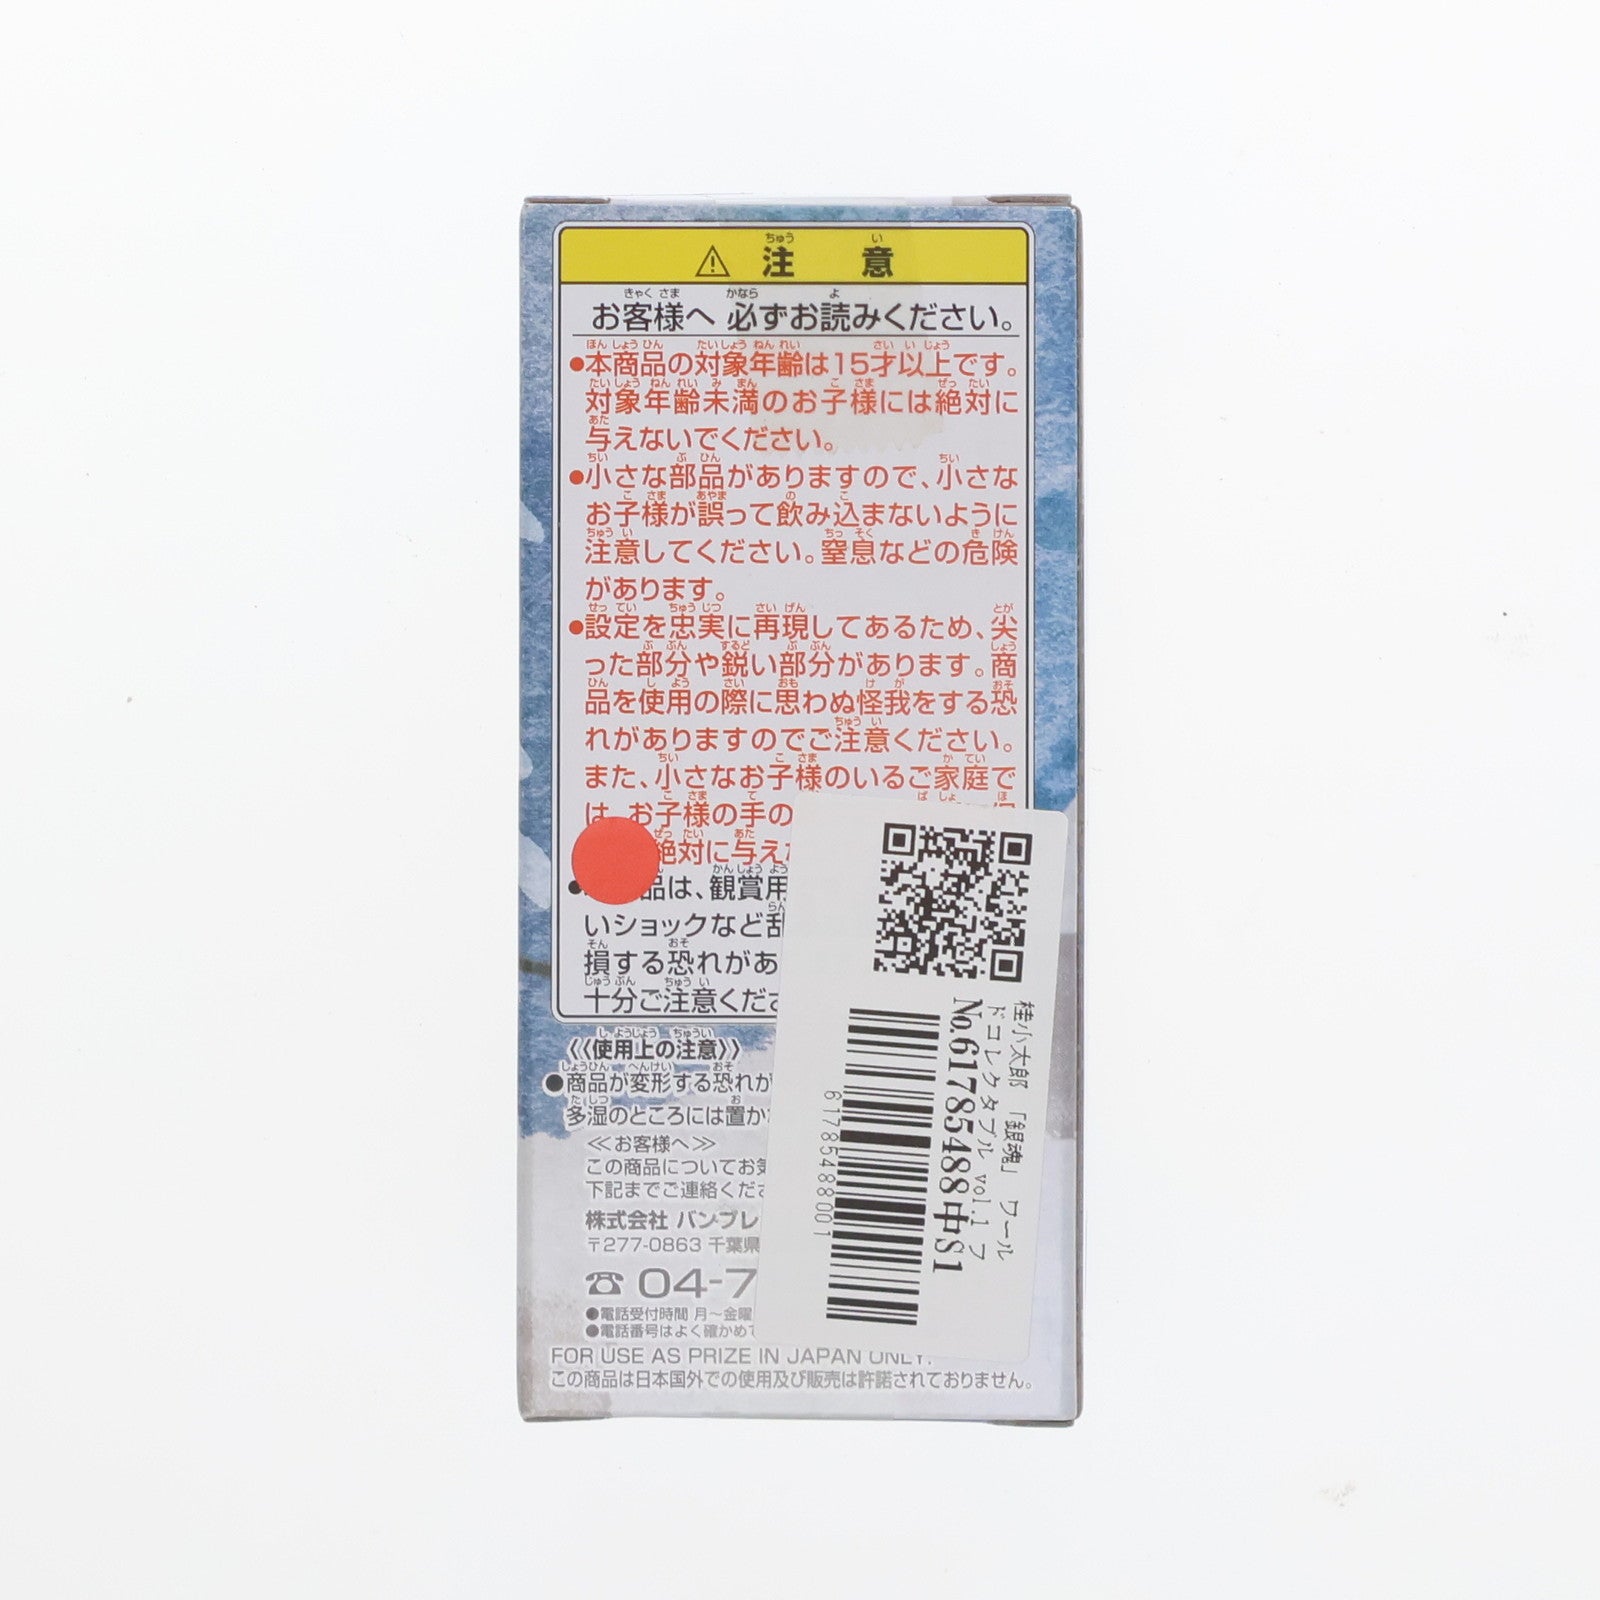 注意
お客様へ 必ずお読みください。
●本商品の対象年齢は15才以上です。
対象年齢未満のお子様には絶対に
与えないでください。
●小さな部品がありますので、小さな
お子様が誤って飲み込まないように
注意してください。窒息などの危険
があります。
●設定を忠実に再現してあるため、尖
った部分や鋭い部分があります。商
品を使用の際に思わぬ怪我をする恐
れがありますのでご注意ください。
また、小さなお子様のいるご家庭で
は、お子様の手の
絶対に与えな
品は、観賞用
いショックなど乱
損する恐れがあ
十分ご注意くださ
《使用上の注意》
●商品が変形する恐れが
多湿のところには置か
≪お客様へ≫
この商品についてお気
下記までご連絡くださ
株式会社 バンプレ
〒277-0863 千葉県
☎ 04-7
●電話受付時間 月〜金曜
●電話番号はよく確かめて
FOR USE AS PRIZE IN JAPAN ONLY.
この商品は日本国外での使用及び販売は許諾されておりません。
桂小太郎 「銀魂」 ワール
ドコレクタブル vol.1 フ
No.61785488中S1
61785488001